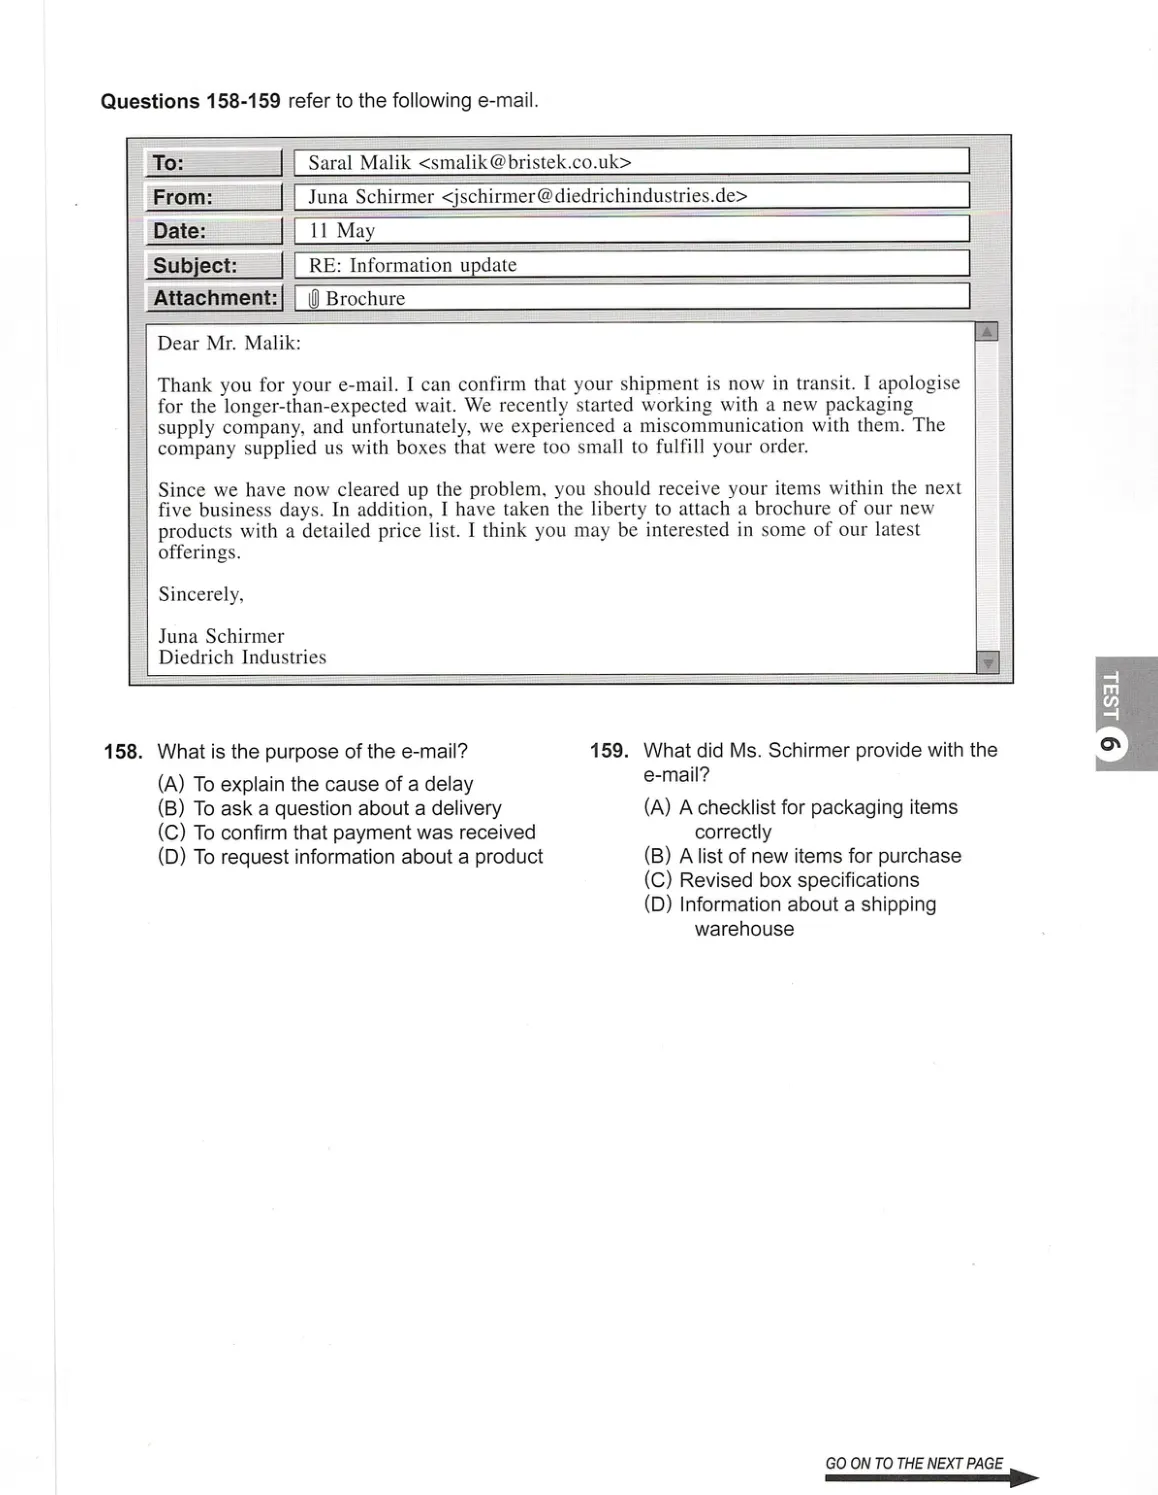 Questions 158-159 refer to the following e-mail.
To: Saral Malik <smalik@bristek.co.uk>
From: Juna Schirmer <jschirmer@diedrichindustries.de>
Date: 11 May
Subject: RE: Information update
Attachment: Brochure
Dear Mr. Malik:
Thank you for your e-mail. I can confirm that your shipment is now in transit. I apologise
for the longer-than-expected wait. We recently started working with a new packaging
supply company, and unfortunately, we experienced a miscommunication with them. The
company supplied us with boxes that were too small to fulfill your order.
Since we have now cleared up the problem, you should receive your items within the next
five business days. In addition, I have taken the liberty to attach a brochure of our new
products with a detailed price list. I think you may be interested in some of our latest
offerings.
Sincerely,
Juna Schirmer
Diedrich Industries
TEST 6
158. What is the purpose of the e-mail?
(A) To explain the cause of a delay
(B) To ask a question about a delivery
(C) To confirm that payment was received
(D) To request information about a product
159. What did Ms. Schirmer provide with the
e-mail?
(A) A checklist for packaging items
correctly
(B) A list of new items for purchase
(C) Revised box specifications
(D) Information about a shipping
warehouse
GO ON TO THE NEXT PAGE